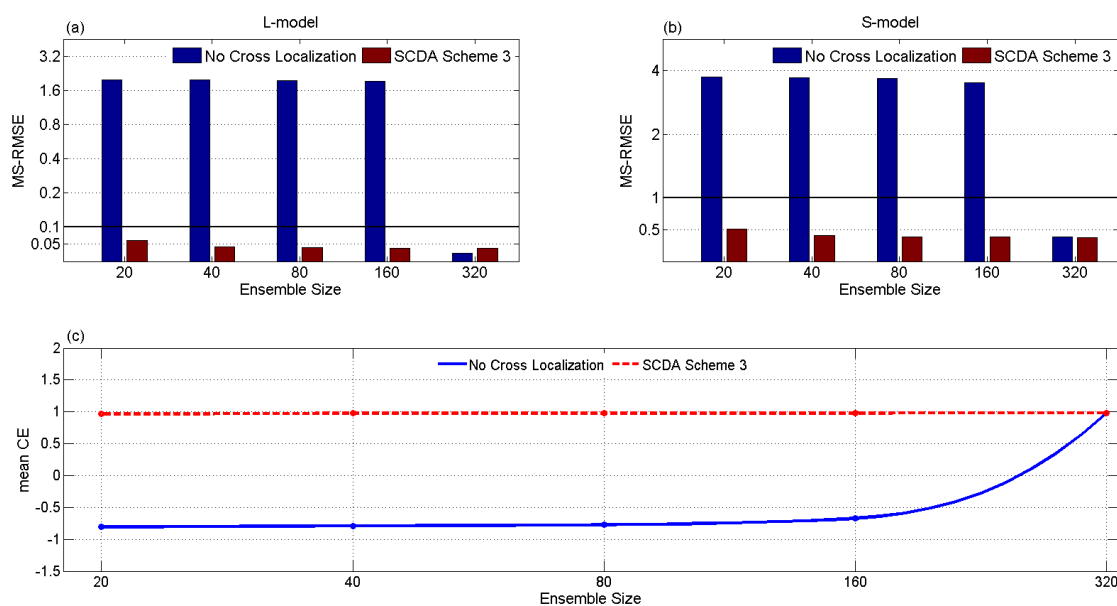 (a)
L-model
No Cross Localization
SCDA Scheme 3
3.2
1.6
0.8
0.4
0.2
0.1
0.05
MS-RMSE
20 40 80 160 320
Ensemble Size
(b)
S-model
No Cross Localization
SCDA Scheme 3
4
2
1
0.5
MS-RMSE
20 40 80 160 320
Ensemble Size
(c)
No Cross Localization
SCDA Scheme 3
2
1.5
1
0.5
0
-0.5
-1
-1.5
mean CE
20 40 80 160 320
Ensemble Size